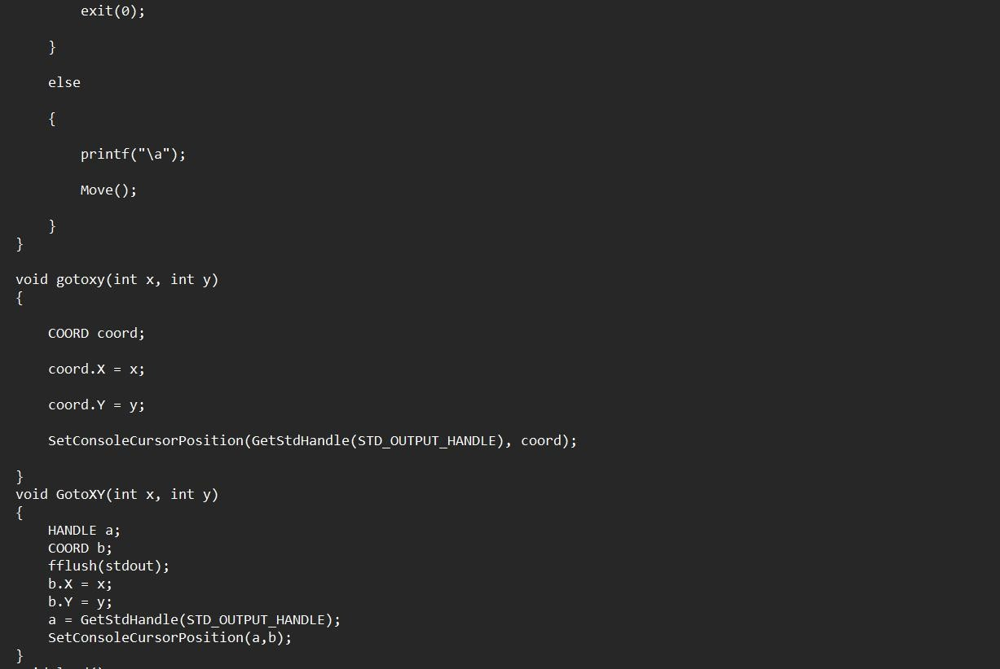 exit(0);
}
else
{
printf("\a");
Move();
}
}
void gotoxy(int x, int y)
{
COORD coord;
coord.X = x;
coord.Y = y;
SetConsoleCursorPosition(GetStdHandle(STD_OUTPUT_HANDLE), coord);
}
void GotoXY(int x, int y)
{
HANDLE a;
COORD b;
fflush(stdout);
b.X = x;
b.Y = y;
a = GetStdHandle(STD_OUTPUT_HANDLE);
SetConsoleCursorPosition(a,b);
}